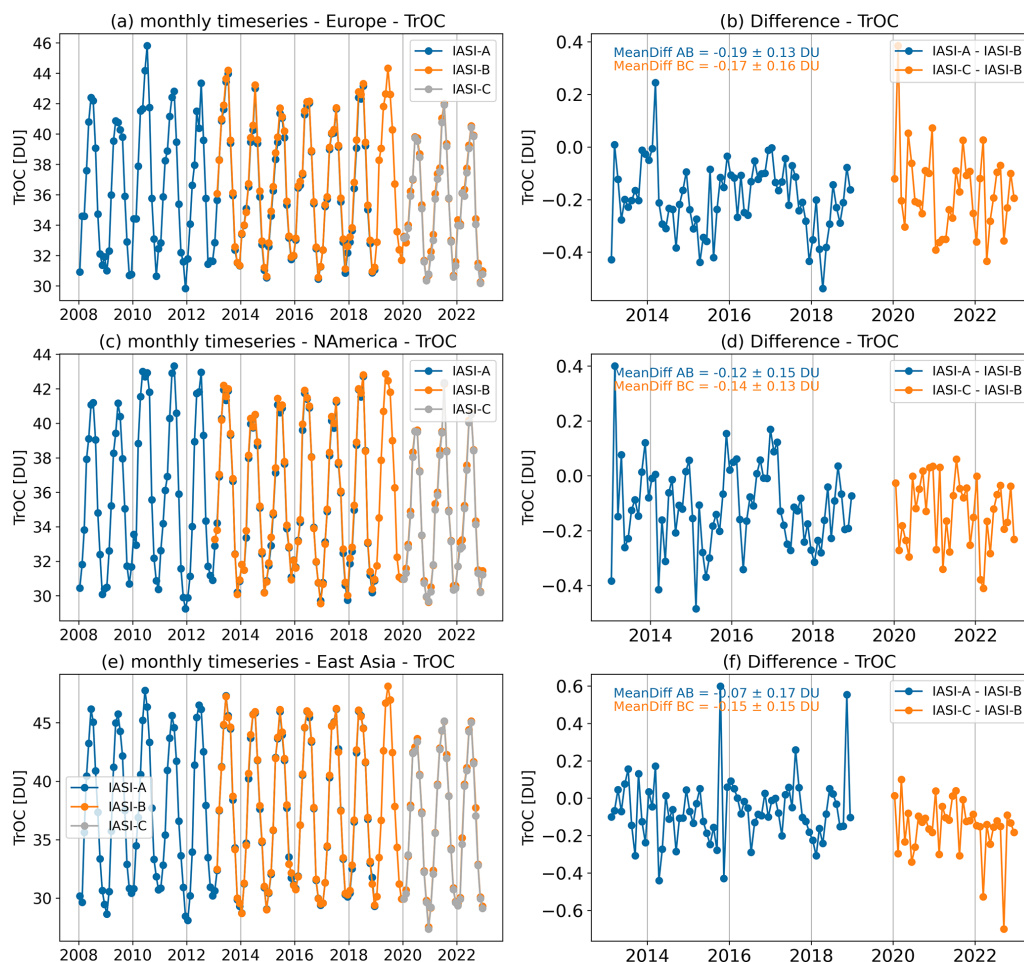 (a) monthly timeseries - Europe - TrOC
(b) Difference - TrOC
TrOC [DU]
46
44
42
40
38
36
34
32
30
IASI-A
IASI-B
IASI-C
2008 2010 2012 2014 2016 2018 2020 2022
TrOC [DU]
0.4
0.2
0.0
−0.2
−0.4
MeanDiff AB = -0.19 ± 0.13 DU
MeanDiff BC = -0.17 ± 0.16 DU
IASI-A - IASI-B
IASI-C - IASI-B
2014 2016 2018 2020 2022
(c) monthly timeseries - NAmerica - TrOC
(d) Difference - TrOC
TrOC [DU]
44
42
40
38
36
34
32
30
IASI-A
IASI-B
IASI-C
2008 2010 2012 2014 2016 2018 2020 2022
TrOC [DU]
0.4
0.2
0.0
−0.2
−0.4
MeanDiff AB = -0.12 ± 0.15 DU
MeanDiff BC = -0.14 ± 0.13 DU
IASI-A - IASI-B
IASI-C - IASI-B
2014 2016 2018 2020 2022
(e) monthly timeseries - East Asia - TrOC
(f) Difference - TrOC
TrOC [DU]
45
40
35
30
IASI-A
IASI-B
IASI-C
2008 2010 2012 2014 2016 2018 2020 2022
TrOC [DU]
0.6
0.4
0.2
0.0
−0.2
−0.4
−0.6
MeanDiff AB = -0.07 ± 0.17 DU
MeanDiff BC = -0.15 ± 0.15 DU
IASI-A - IASI-B
IASI-C - IASI-B
2014 2016 2018 2020 2022